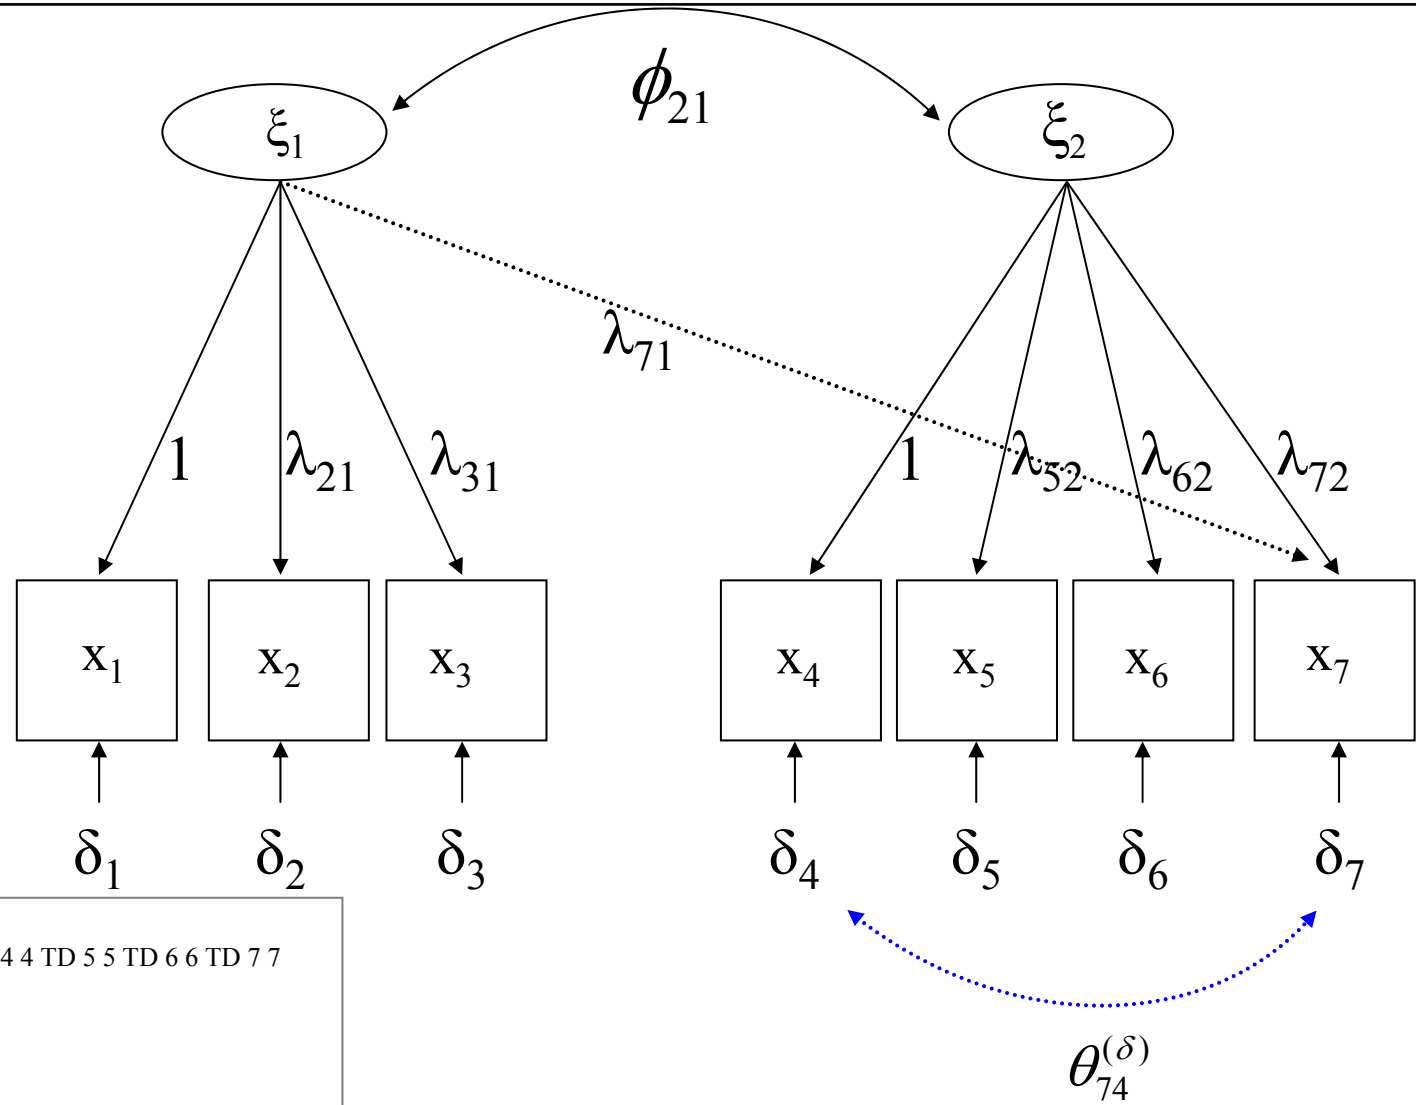 ϕ21
ξ1 ξ2
λ71
1 λ21 λ31 1 λ52 λ62 λ72
x1 x2 x3 x4 x5 x6 x7
δ1 δ2 δ3 δ4 δ5 δ6 δ7
4 4 TD 5 5 TD 6 6 TD 7 7
θ74(δ)